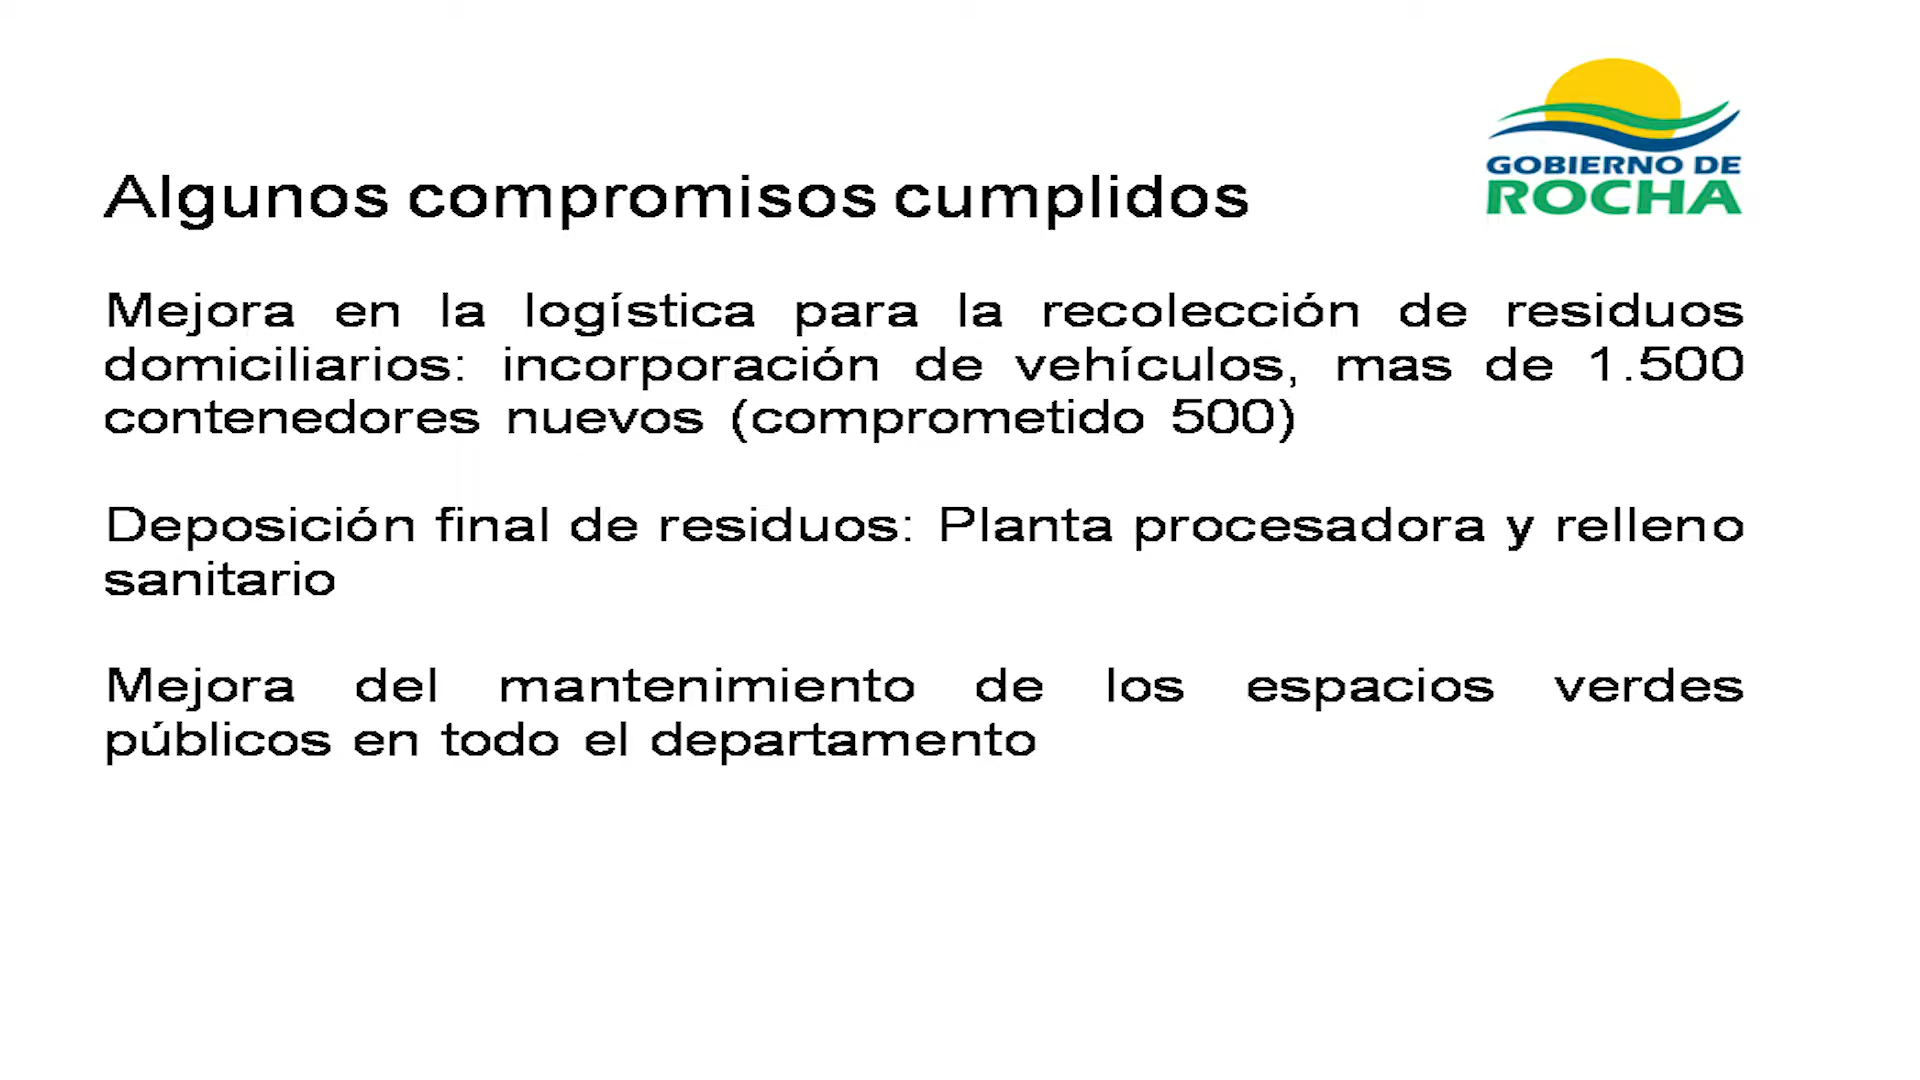 GOBIERNO DE
ROCHA
Algunos compromisos cumplidos
Mejora en la logística para la recolección de residuos
domiciliarios: incorporación de vehículos, mas de 1.500
contenedores nuevos (comprometido 500)
Deposición final de residuos: Planta procesadora y relleno
sanitario
Mejora del mantenimiento de los espacios verdes
públicos en todo el departamento